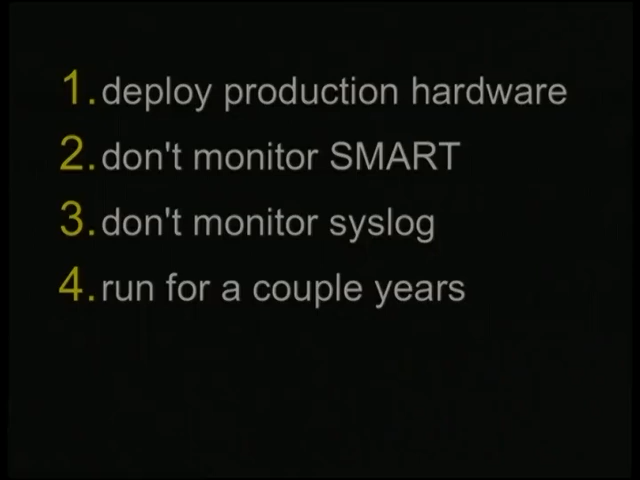 1. deploy production hardware
2. don't monitor SMART
3. don't monitor syslog
4. run for a couple years